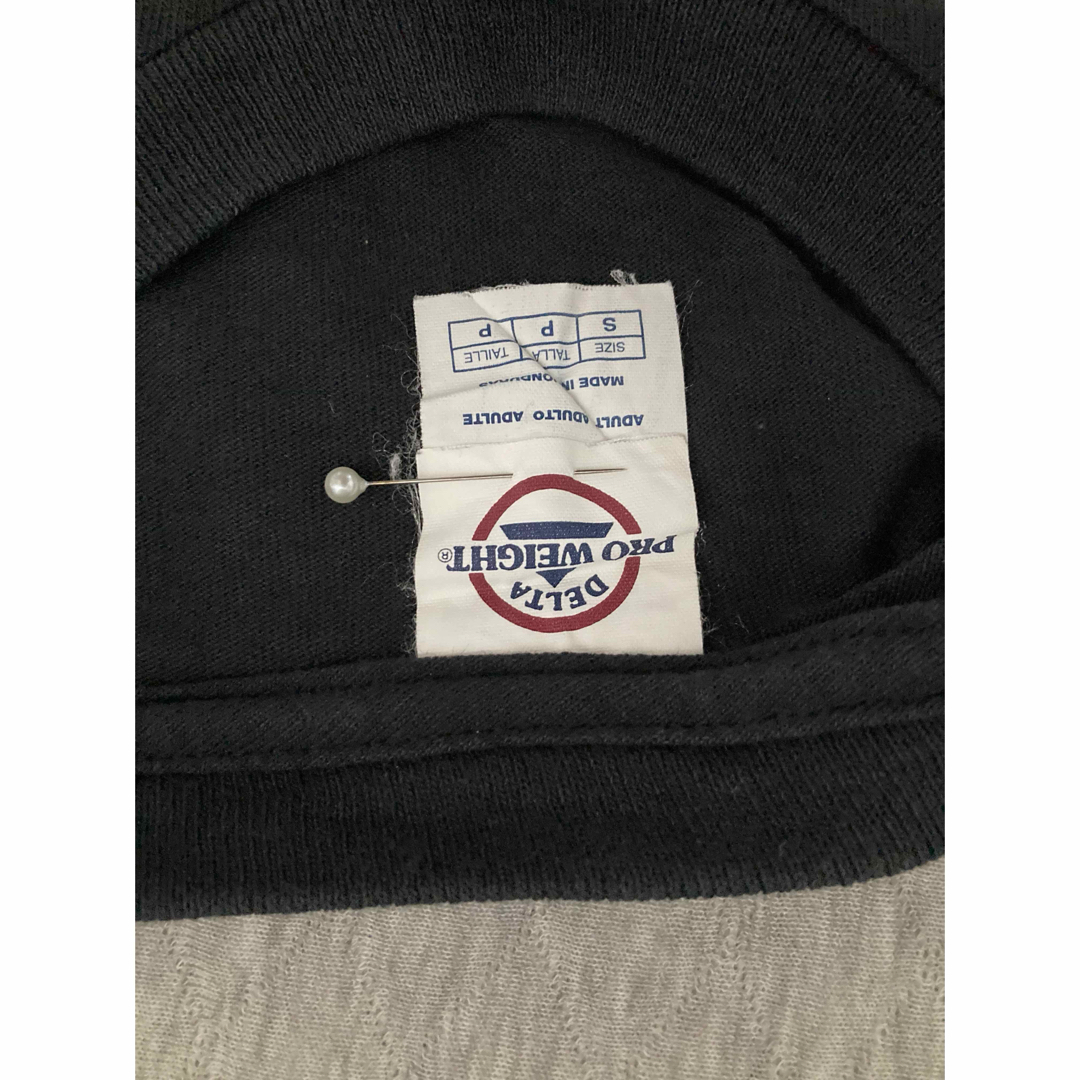 DELTA
PRO WEIGHT®
ADULT ADULTO ADULTE
MADE IN HONDURAS
SIZE TALLA TAILLE
S P P